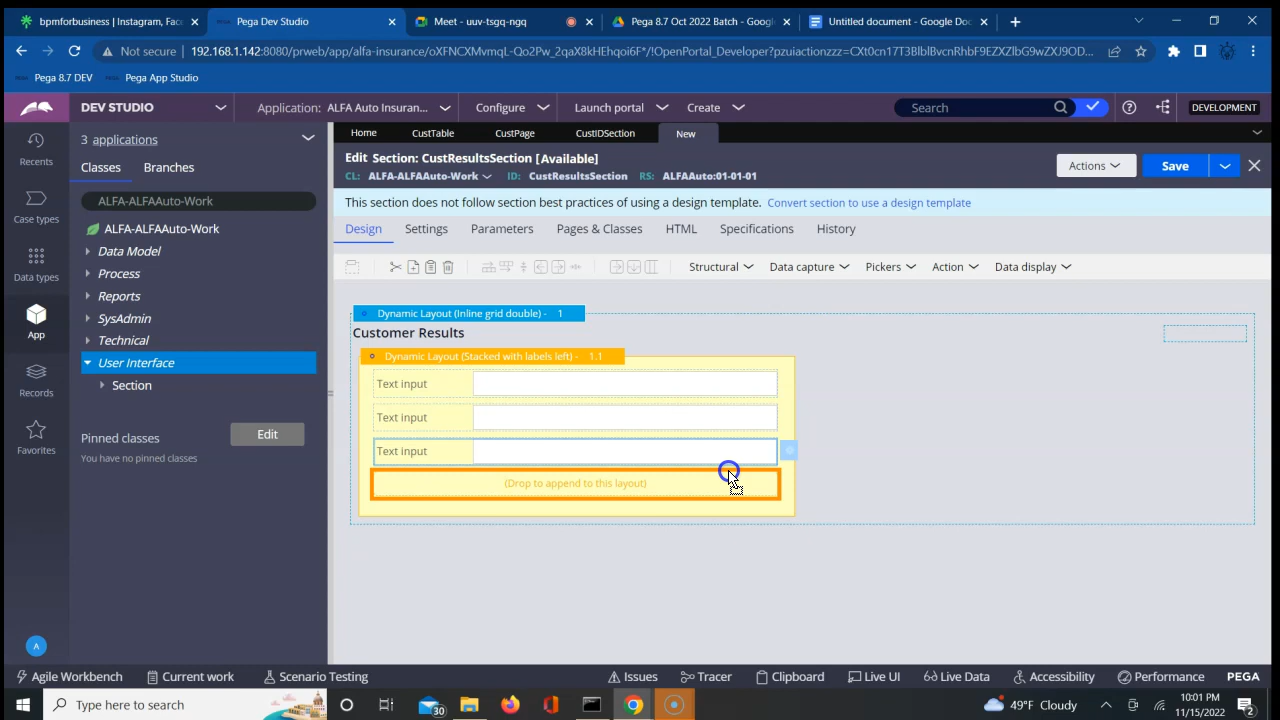 bpmforbusiness | Instagram, Fac
Pega Dev Studio
Meet - uuv-tsgq-ngq
Pega 8.7 Oct 2022 Batch - Google
Untitled document - Google Doc
Not secure
192.168.1.142:8080/prweb/app/alfa-insurance/oXFNCXMvmqL-Qo2Pw_2qaX8kHEhqoi6F*/!OpenPortal_Developer?pzuiactionzzz=CXt0cn17T3BlblBvcnRhbF9EZXZlbG9wZXJ9OD...
Pega 8.7 DEV
Pega App Studio
DEV STUDIO
Application: ALFA Auto Insuran...
Configure
Launch portal
Create
Search
DEVELOPMENT
Recents
Case types
Data types
App
Records
Favorites
A
3 applications
Classes
Branches
ALFA-ALFAAuto-Work
ALFA-ALFAAuto-Work
Data Model
Process
Reports
SysAdmin
Technical
User Interface
Section
Pinned classes
Edit
You have no pinned classes
Home
CustTable
CustPage
CustIDSection
New
Edit Section: CustResultsSection [Available]
CL: ALFA-ALFAAuto-Work
ID: CustResultsSection
RS: ALFAAuto:01-01-01
Actions
Save
This section does not follow section best practices of using a design template. Convert section to use a design template
Design
Settings
Parameters
Pages & Classes
HTML
Specifications
History
Structural
Data capture
Pickers
Action
Data display
Dynamic Layout (Inline grid double) - 1
Customer Results
Dynamic Layout (Stacked with labels left) - 1.1
Text input
Text input
Text input
(Drop to append to this layout)
Agile Workbench
Current work
Scenario Testing
Issues
Tracer
Clipboard
Live UI
Live Data
Accessibility
Performance
PEGA
Type here to search
30
49°F Cloudy
10:01 PM
11/15/2022
2